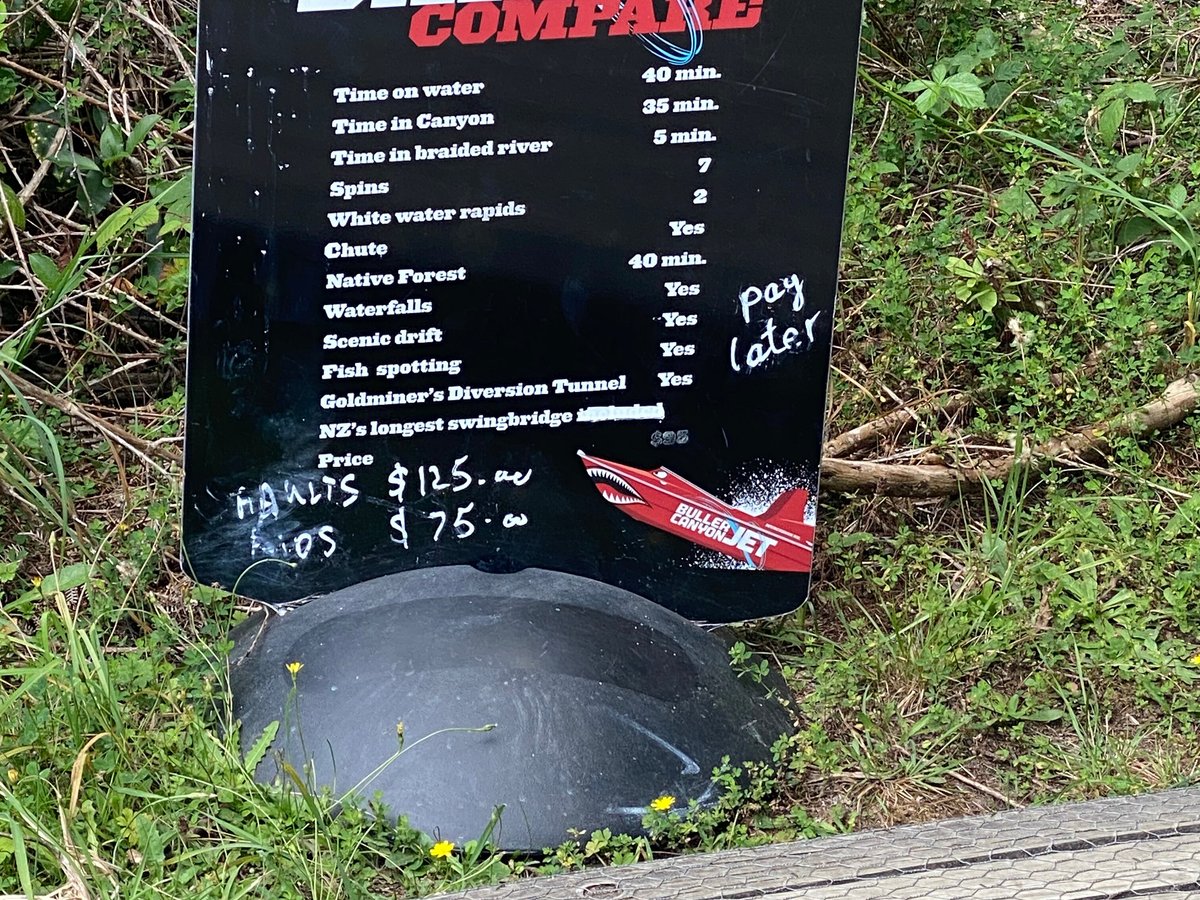 COMPARE
Time on water 40 min.
Time in Canyon 35 min.
Time in braided river 5 min.
Spins 7
White water rapids 2
Chute Yes
Native Forest 40 min.
Waterfalls Yes
Scenic drift Yes
Fish spotting Yes
Goldminer's Diversion Tunnel Yes
NZ's longest swingbridge included
Price $95
pay
later
ADULTS $125.00
KIDS $75.00
BULLER
CANYON JET